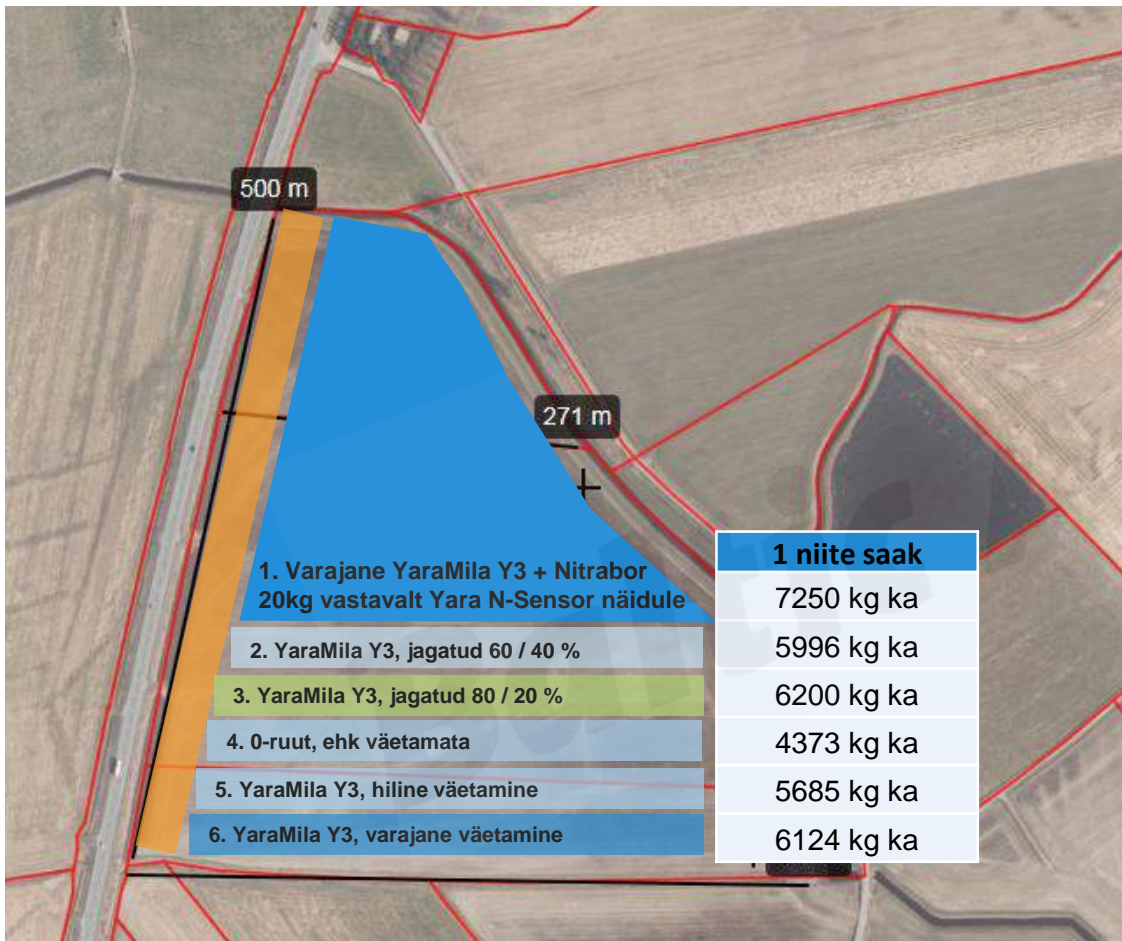 500 m
271 m
1 niite saak
1. Varajane YaraMila Y3 + Nitrabor
20kg vastavalt Yara N-Sensor näidule
7250 kg ka
2. YaraMila Y3, jagatud 60 / 40 %
5996 kg ka
3. YaraMila Y3, jagatud 80 / 20 %
6200 kg ka
4. 0-ruut, ehk väetamata
4373 kg ka
5. YaraMila Y3, hiline väetamine
5685 kg ka
6. YaraMila Y3, varajane väetamine
6124 kg ka